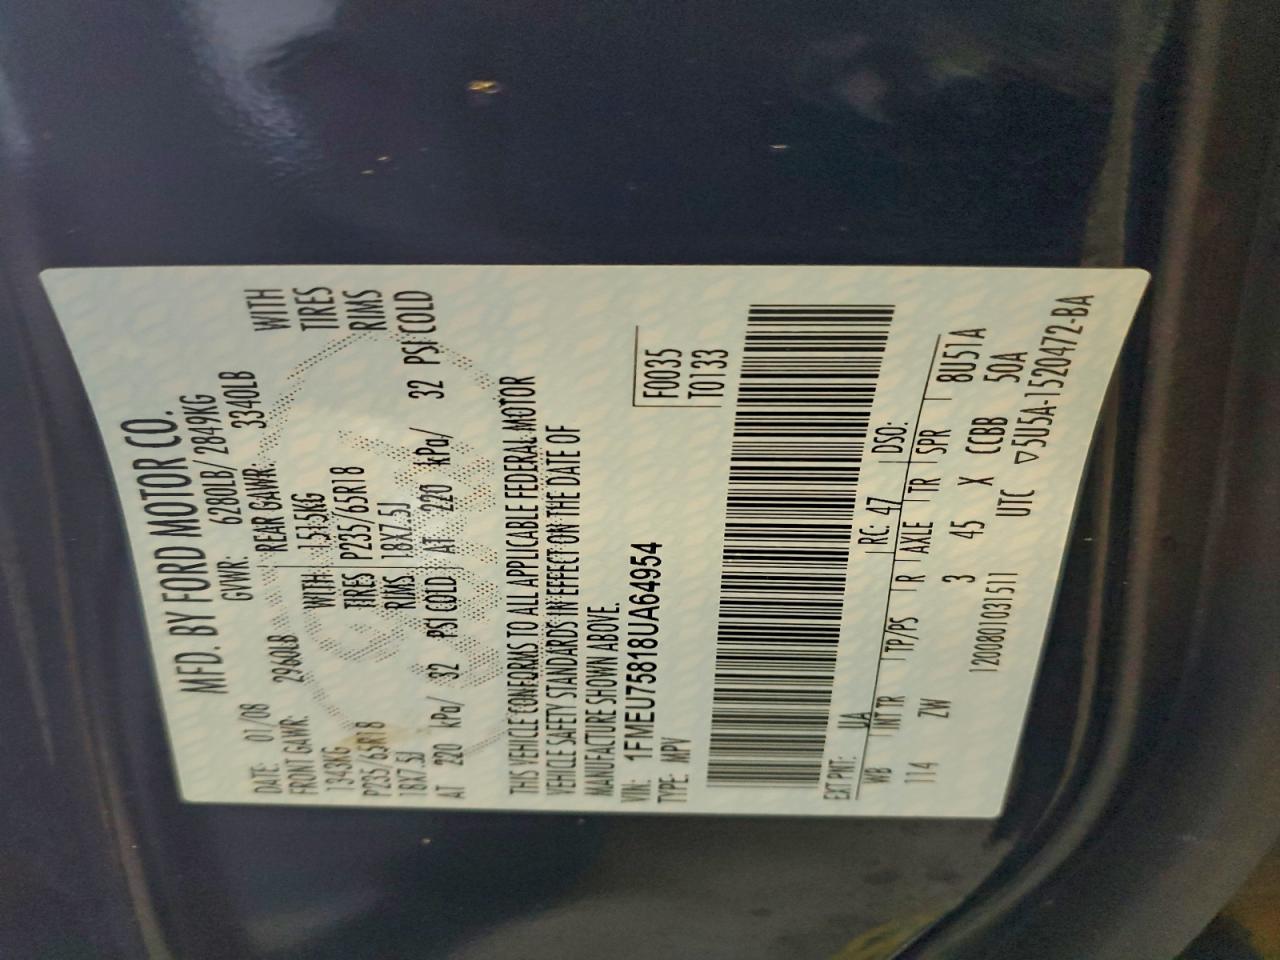 MFD. BY FORD MOTOR CO.
DATE: 01/08 GVWR: 6280LB/ 2849KG
FRONT GAWR: 2960LB REAR GAWR: 3340LB
1343KG WITH 1515KG WITH
P235/65R18 TIRES P235/65R18 TIRES
18X7.5J RIMS 18X7.5J RIMS
AT 220 kPa/ 32 PSI COLD AT 220 kPa/ 32 PSI COLD
THIS VEHICLE CONFORMS TO ALL APPLICABLE FEDERAL MOTOR
VEHICLE SAFETY STANDARDS IN EFFECT ON THE DATE OF
MANUFACTURE SHOWN ABOVE.
VIN: 1FMEU75818UA64954 F0035
TYPE: MPV T0133
EXT PNT: UA RC: 47 DSO:
WB INT TR TP/PS R AXLE TR SPR 8U51A
114 ZW 3 45 X CCBB 50A
1200801031511 UTC ▽5U5A-1520472-BA